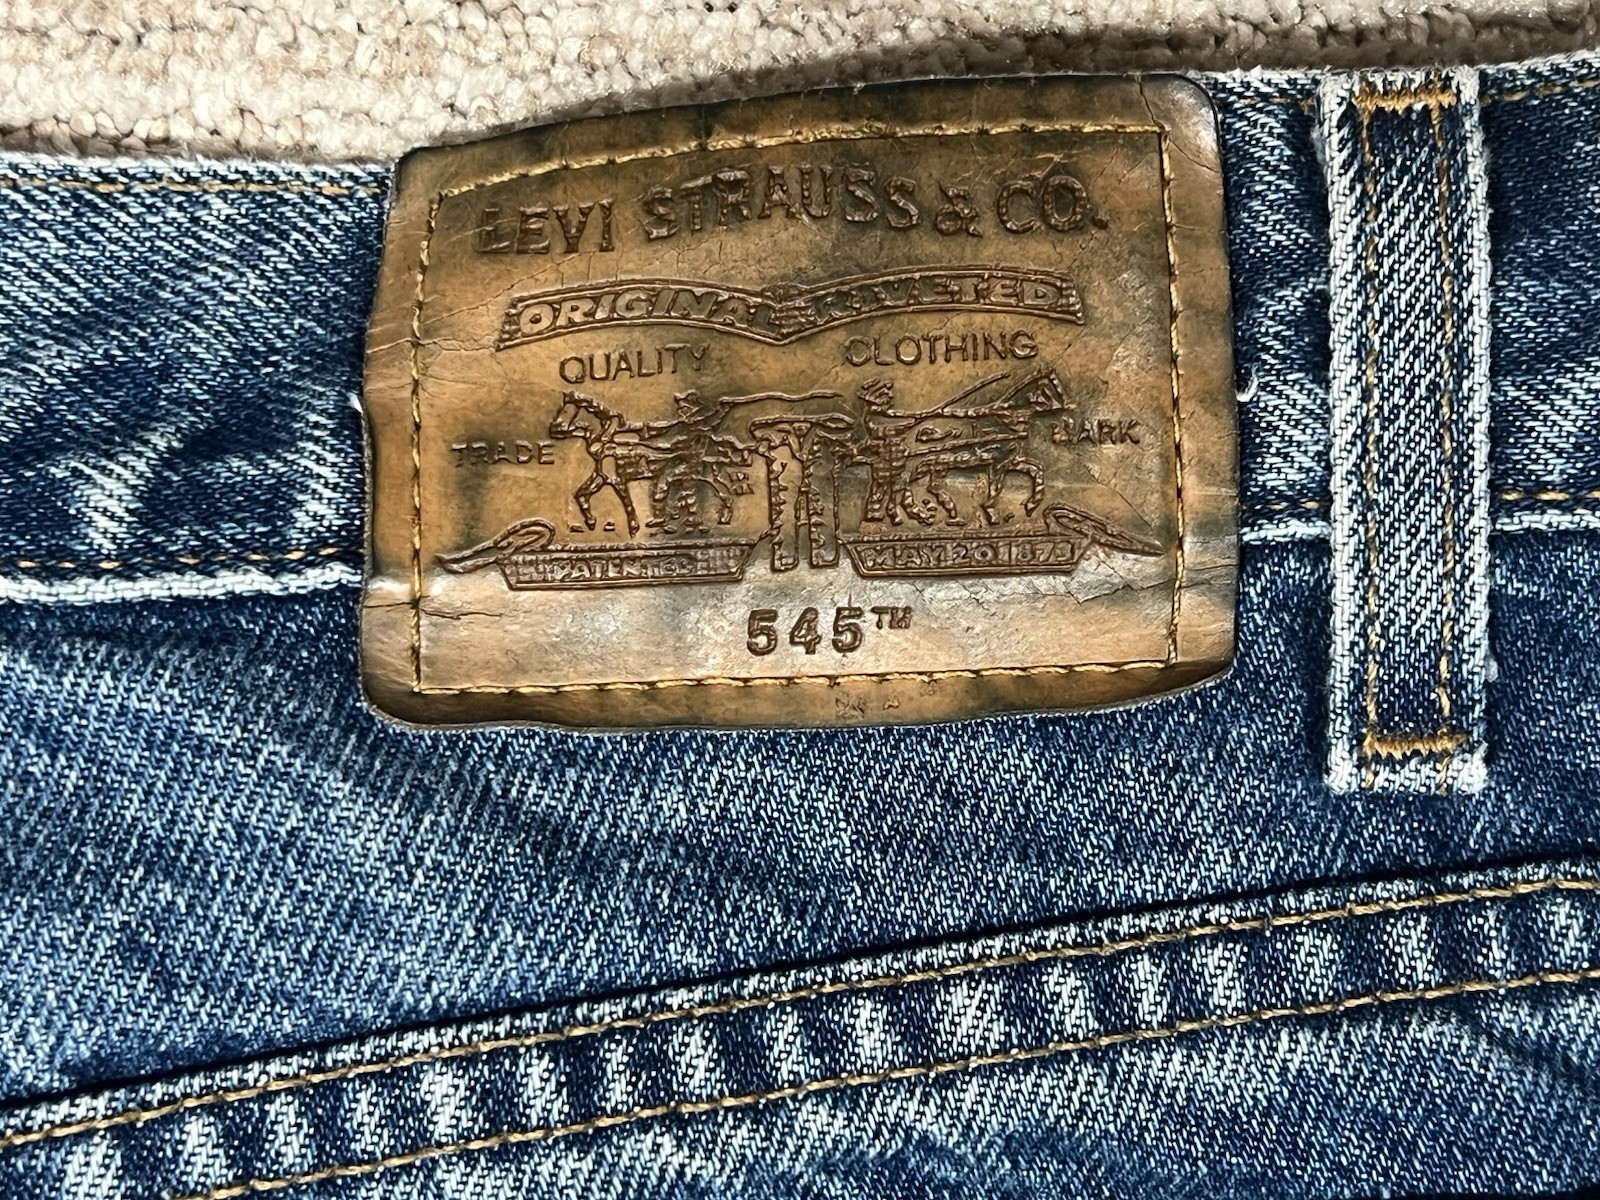 LEVI STRAUSS & CO.
ORIGINAL RIVETED
QUALITY CLOTHING
TRADE MARK
PATENTED MAY 20 1873
545™